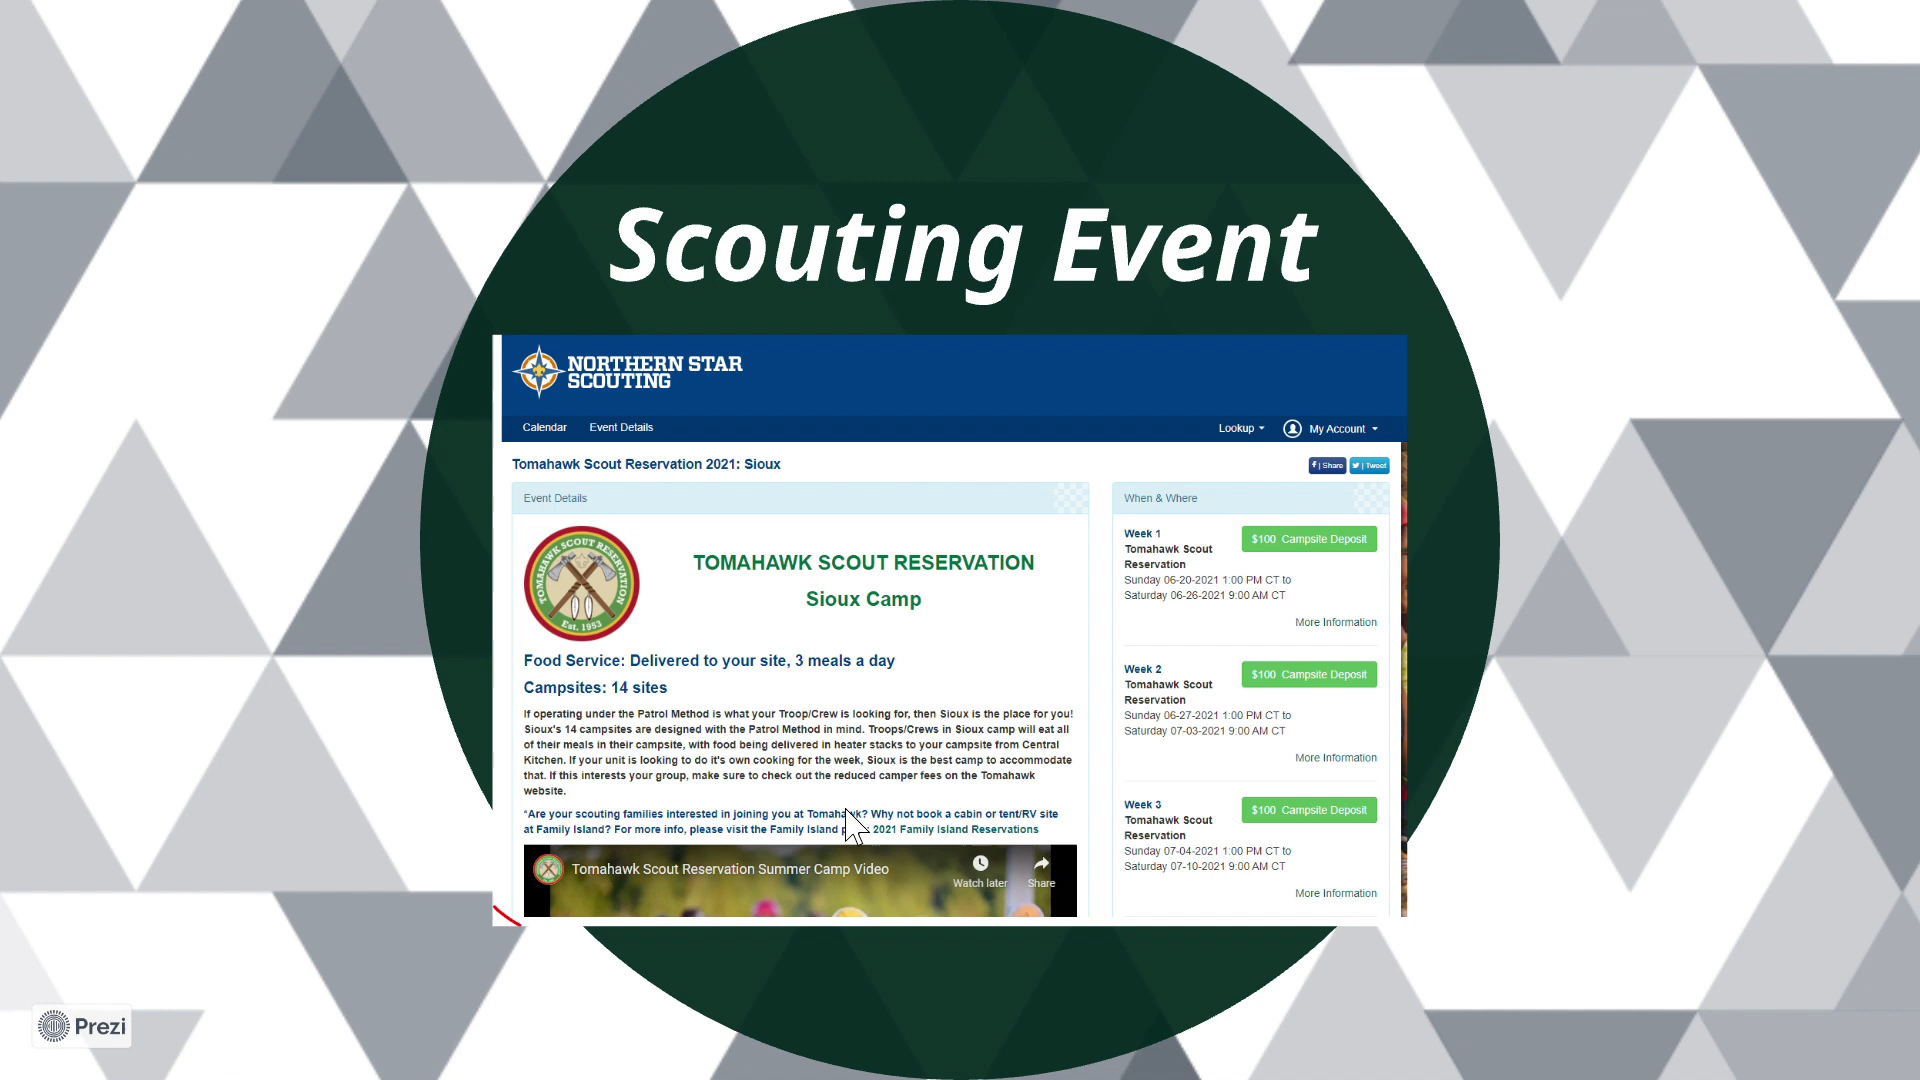 Scouting Event
NORTHERN STAR
SCOUTING
Calendar Event Details Lookup My Account
Tomahawk Scout Reservation 2021: Sioux
f | Share | Tweet
Event Details
TOMAHAWK SCOUT RESERVATION
Est. 1953
TOMAHAWK SCOUT RESERVATION
Sioux Camp
Food Service: Delivered to your site, 3 meals a day
Campsites: 14 sites
If operating under the Patrol Method is what your Troop/Crew is looking for, then Sioux is the place for you!
Sioux's 14 campsites are designed with the Patrol Method in mind. Troops/Crews in Sioux camp will eat all
of their meals in their campsite, with food being delivered in heater stacks to your campsite from Central
Kitchen. If your unit is looking to do it's own cooking for the week, Sioux is the best camp to accommodate
that. If this interests your group, make sure to check out the reduced camper fees on the Tomahawk
website.
*Are your scouting families interested in joining you at Tomahawk? Why not book a cabin or tent/RV site
at Family Island? For more info, please visit the Family Island 2021 Family Island Reservations
Tomahawk Scout Reservation Summer Camp Video
Watch later
Share
When & Where
Week 1
Tomahawk Scout
Reservation
$100 Campsite Deposit
Sunday 06-20-2021 1:00 PM CT to
Saturday 06-26-2021 9:00 AM CT
More Information
Week 2
Tomahawk Scout
Reservation
$100 Campsite Deposit
Sunday 06-27-2021 1:00 PM CT to
Saturday 07-03-2021 9:00 AM CT
More Information
Week 3
Tomahawk Scout
Reservation
$100 Campsite Deposit
Sunday 07-04-2021 1:00 PM CT to
Saturday 07-10-2021 9:00 AM CT
More Information
Prezi